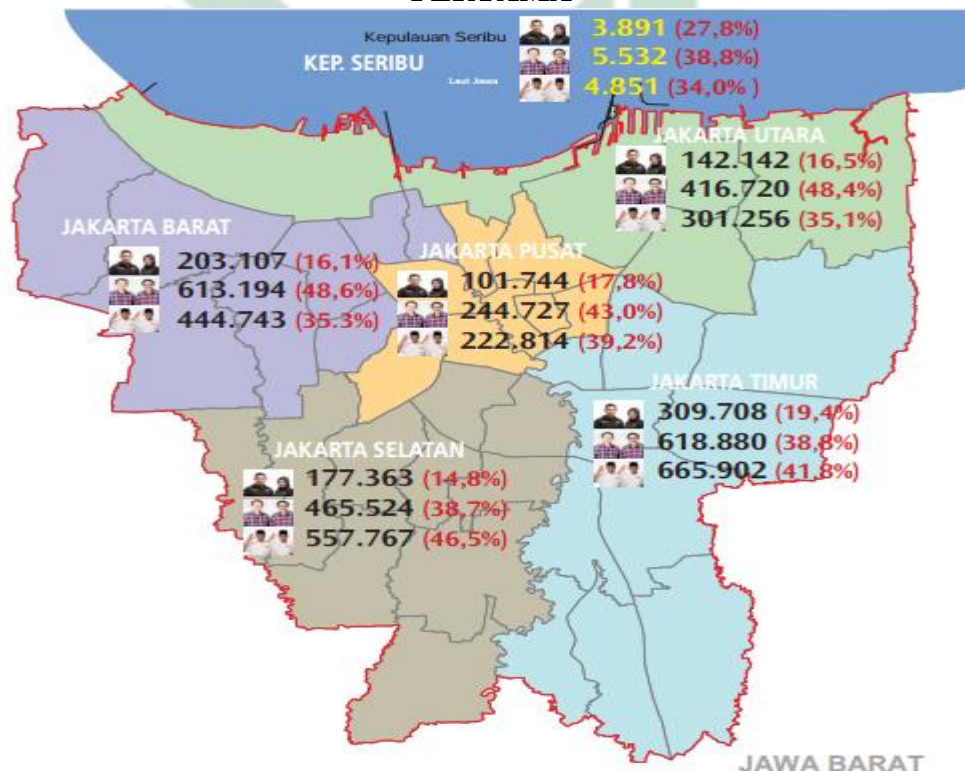 Kepulauan Seribu
KEP. SERIBU
Laut Jawa
3.891 (27,8%)
5.532 (38,8%)
4.851 (34,0% )
JAKARTA UTARA
142.142 (16,5%)
416.720 (48,4%)
301.256 (35,1%)
JAKARTA BARAT
203.107 (16,1%)
613.194 (48,6%)
444.743 (35.3%)
JAKARTA PUSAT
101.744 (17,8%)
244.727 (43,0%)
222.814 (39,2%)
JAKARTA TIMUR
309.708 (19,4%)
618.880 (38,8%)
665.902 (41,8%)
JAKARTA SELATAN
177.363 (14,8%)
465.524 (38,7%)
557.767 (46,5%)
JAWA BARAT